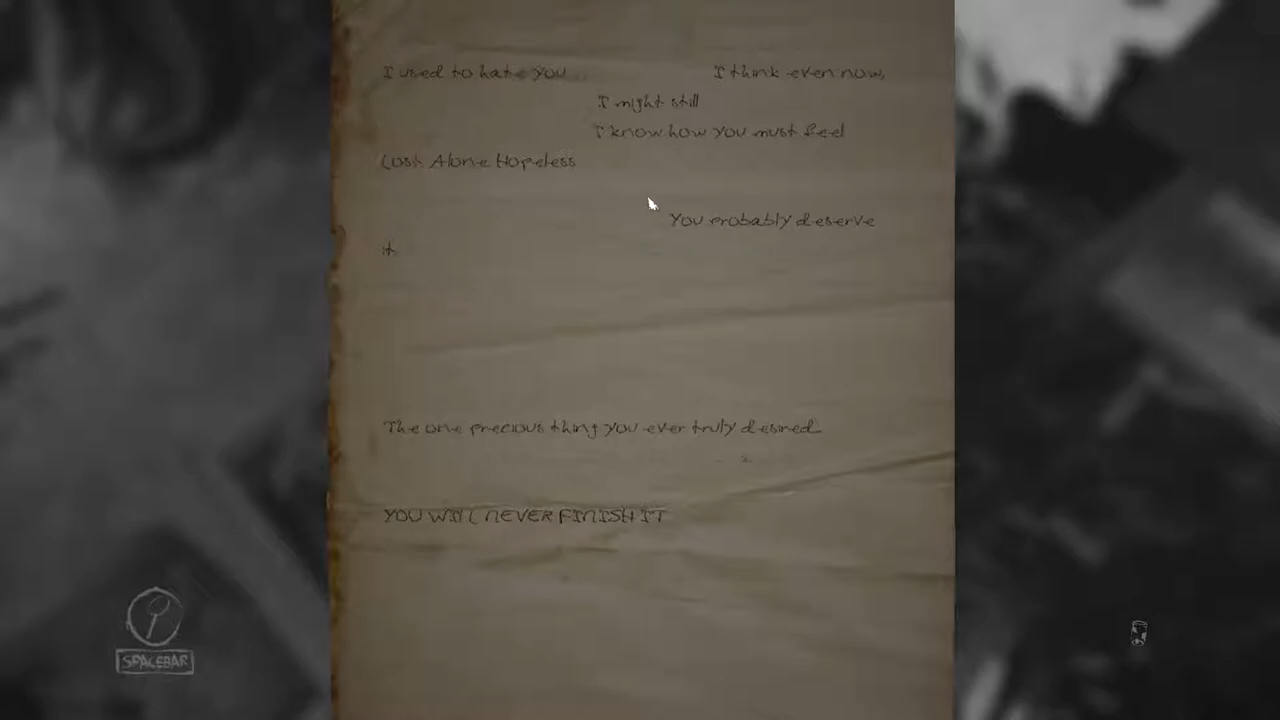 I used to hate you I think even now,
I might still
I know how you must feel
Lost Alone Hopeless
You probably deserve
it.
The one precious thing you ever truly desired
YOU WILL NEVER FINISH IT
SPACEBAR